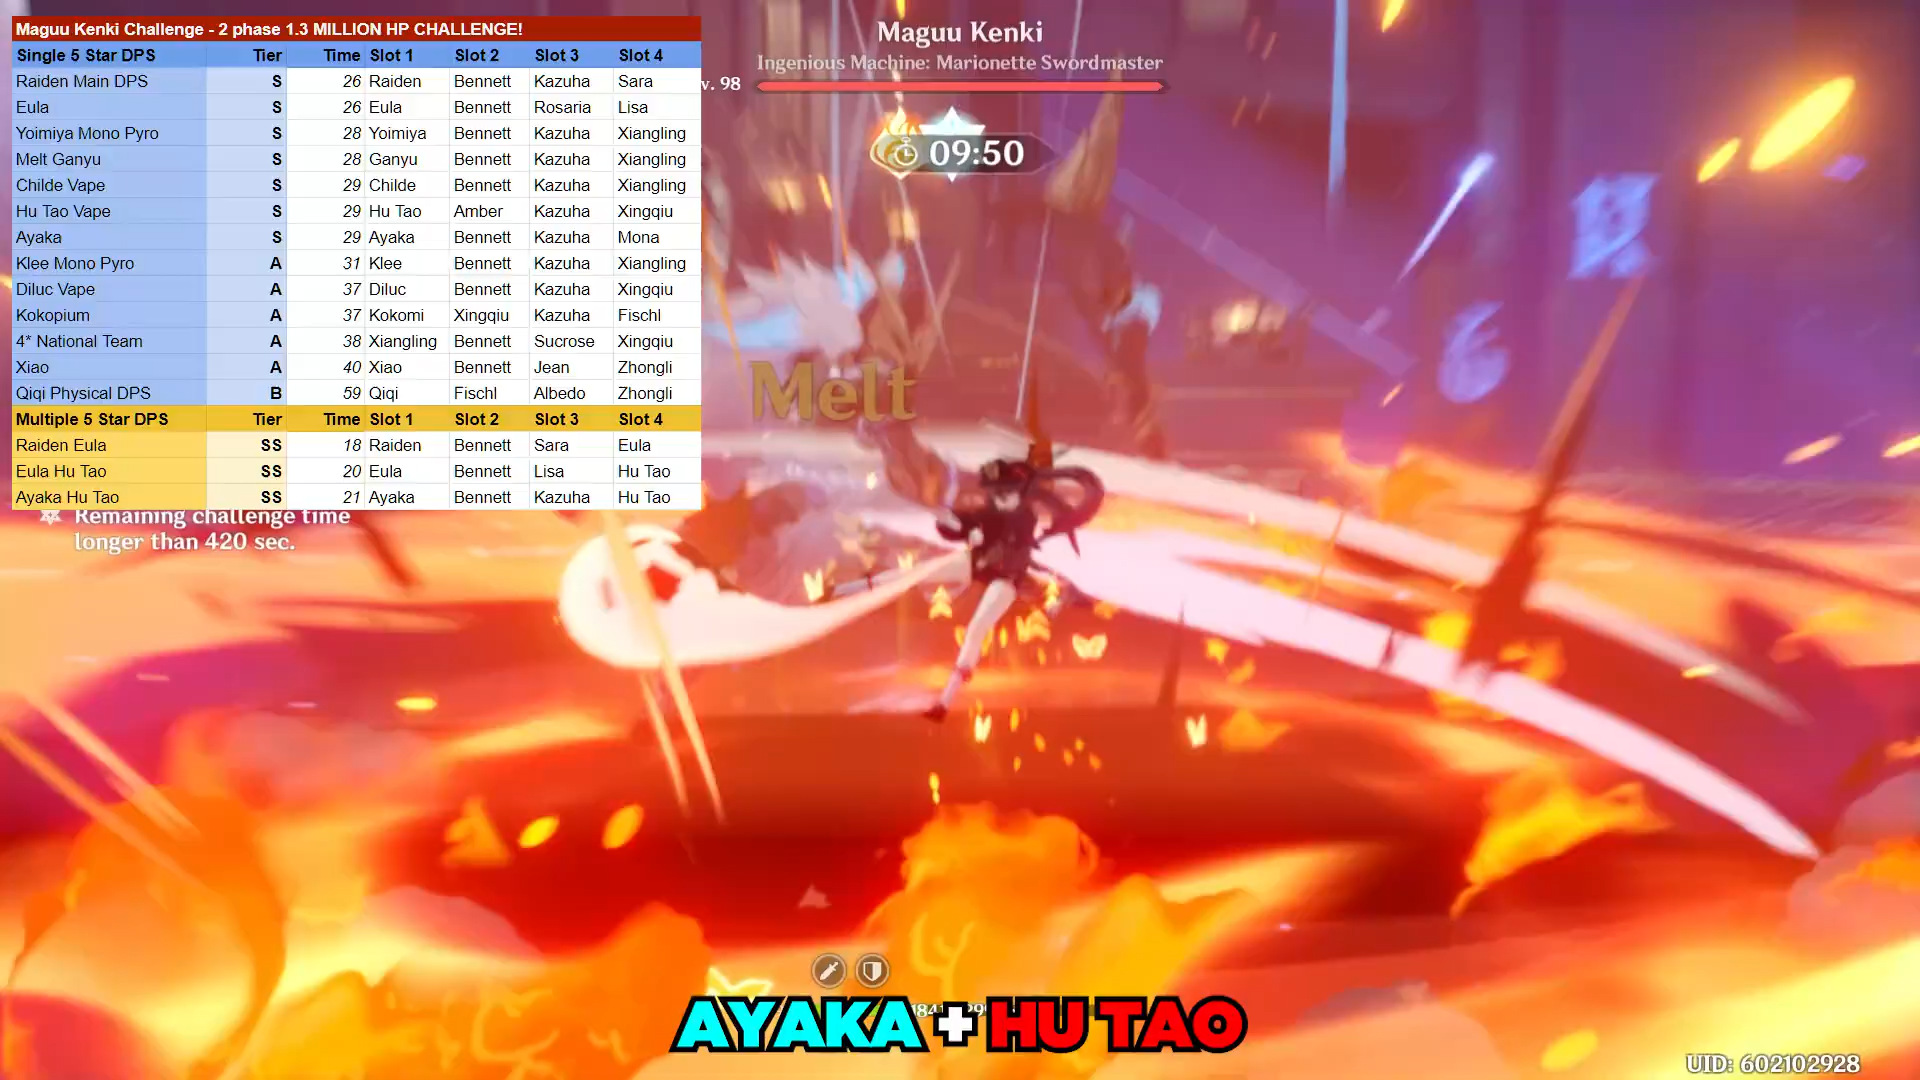 Maguu Kenki Challenge - 2 phase 1.3 MILLION HP CHALLENGE!
Single 5 Star DPS Tier Time Slot 1 Slot 2 Slot 3 Slot 4
Raiden Main DPS S 26 Raiden Bennett Kazuha Sara
Eula S 26 Eula Bennett Rosaria Lisa
Yoimiya Mono Pyro S 28 Yoimiya Bennett Kazuha Xiangling
Melt Ganyu S 28 Ganyu Bennett Kazuha Xiangling
Childe Vape S 29 Childe Bennett Kazuha Xiangling
Hu Tao Vape S 29 Hu Tao Amber Kazuha Xingqiu
Ayaka S 29 Ayaka Bennett Kazuha Mona
Klee Mono Pyro A 31 Klee Bennett Kazuha Xiangling
Diluc Vape A 37 Diluc Bennett Kazuha Xingqiu
Kokopium A 37 Kokomi Xingqiu Kazuha Fischl
4* National Team A 38 Xiangling Bennett Sucrose Xingqiu
Xiao A 40 Xiao Bennett Jean Zhongli
Qiqi Physical DPS B 59 Qiqi Fischl Albedo Zhongli
Multiple 5 Star DPS Tier Time Slot 1 Slot 2 Slot 3 Slot 4
Raiden Eula SS 18 Raiden Bennett Sara Eula
Eula Hu Tao SS 20 Eula Bennett Lisa Hu Tao
Ayaka Hu Tao SS 21 Ayaka Bennett Kazuha Hu Tao
Remaining challenge time
longer than 420 sec.
Maguu Kenki
Ingenious Machine: Marionette Swordmaster
v. 98
09:50
Melt
AYAKA + HU TAO
UID: 602102928